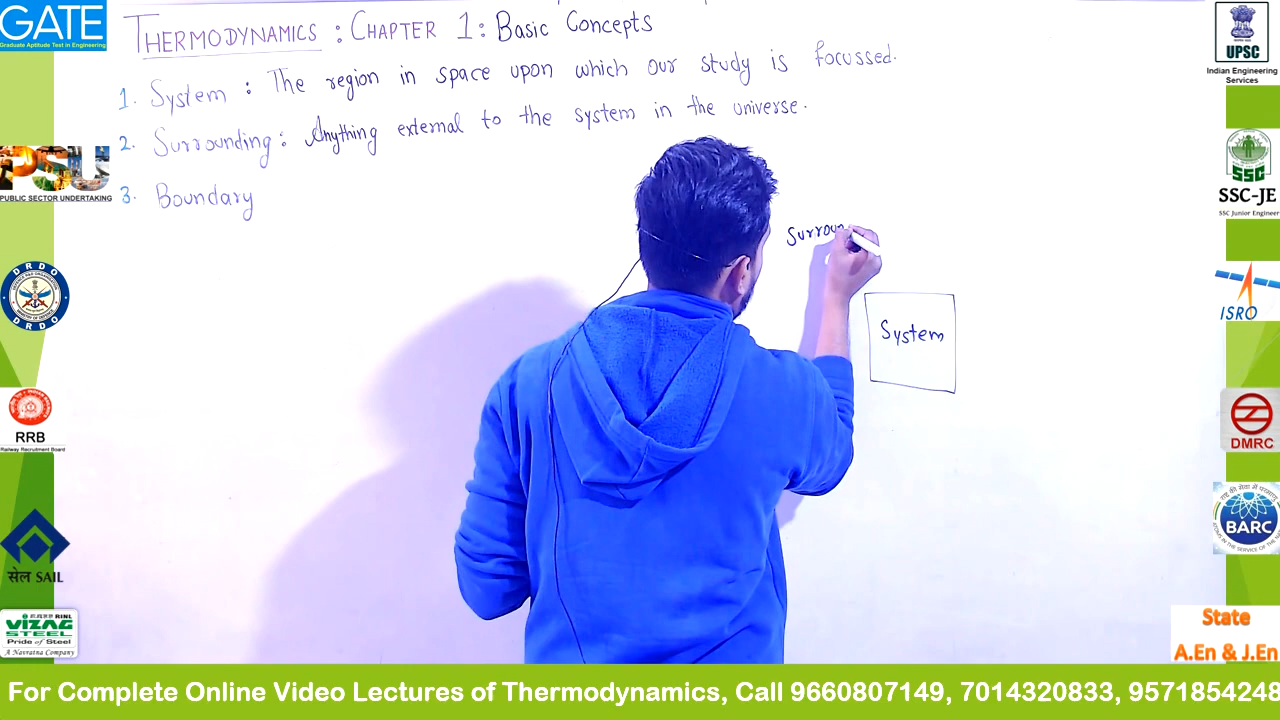 GATE
Graduate Aptitude Test in Engineering
THERMODYNAMICS : CHAPTER 1 : Basic Concepts
1. System : The region in space upon which our study is focussed.
2. Surrounding : Anything external to the system in the universe.
3. Boundary
Surroun
System
PSU
PUBLIC SECTOR UNDERTAKING
DRDO
DRDO
RRB
Railway Recruitment Board
सेल SAIL
RINL
VIZAG
STEEL
Pride of Steel
A Navratna Company
UPSC
Indian Engineering
Services
SSC
SSC-JE
SSC Junior Engineer
ISRO
DMRC
BARC
State
A.En & J.En
For Complete Online Video Lectures of Thermodynamics, Call 9660807149, 7014320833, 9571854248